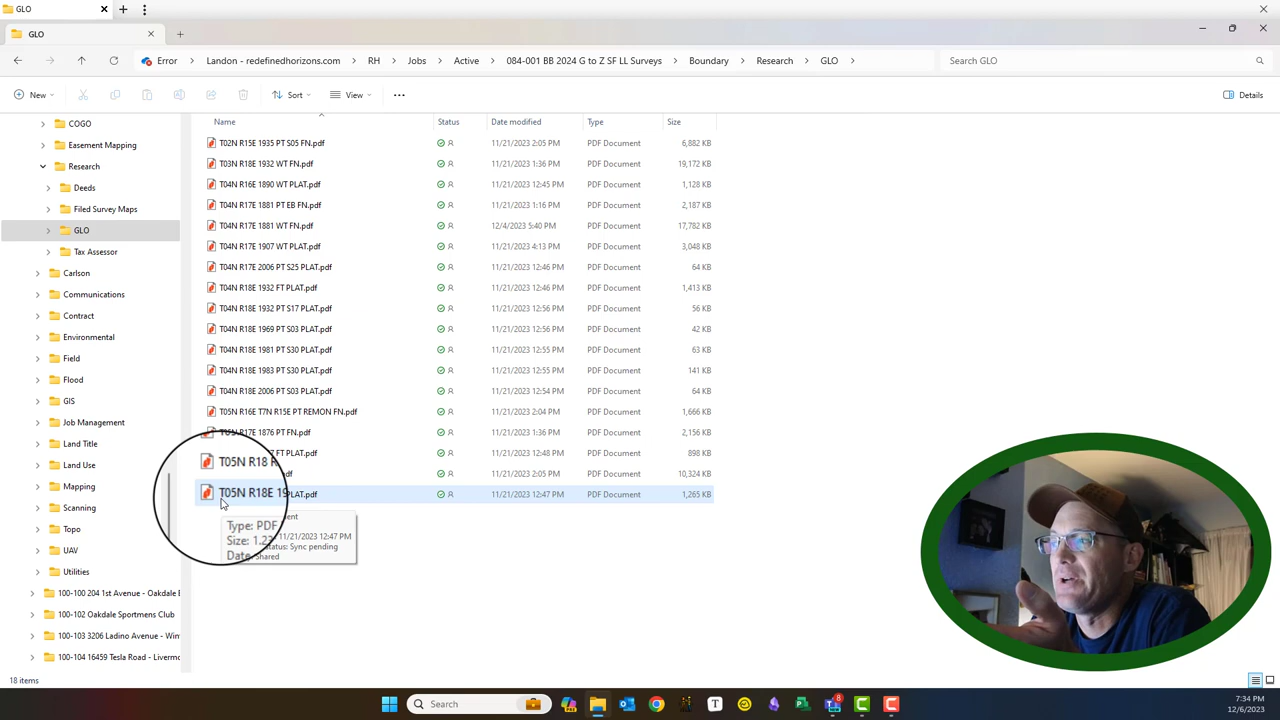 GLO
GLO
Error > Landon - redefinedhorizons.com > RH > Jobs > Active > 084-001 BB 2024 G to Z SF LL Surveys > Boundary > Research > GLO >
Search GLO
New
Sort
View
Details
Name Status Date modified Type Size
COGO
Easement Mapping
Research
Deeds
Filed Survey Maps
GLO
Tax Assessor
Carlson
Communications
Contract
Environmental
Field
Flood
GIS
Job Management
Land Title
Land Use
Mapping
Scanning
Topo
UAV
Utilities
100-100 204 1st Avenue - Oakdale
100-102 Oakdale Sportmens Club
100-103 3206 Ladino Avenue - Win
100-104 16459 Tesla Road - Liverm
T02N R15E 1935 PT S05 FN.pdf 11/21/2023 2:05 PM PDF Document 6,882 KB
T03N R18E 1932 WT FN.pdf 11/21/2023 1:36 PM PDF Document 19,172 KB
T04N R16E 1890 WT PLAT.pdf 11/21/2023 12:45 PM PDF Document 1,128 KB
T04N R17E 1881 PT EB FN.pdf 11/21/2023 1:16 PM PDF Document 2,187 KB
T04N R17E 1881 WT FN.pdf 12/4/2023 5:40 PM PDF Document 17,782 KB
T04N R17E 1907 WT PLAT.pdf 11/21/2023 4:13 PM PDF Document 3,048 KB
T04N R17E 2006 PT S25 PLAT.pdf 11/21/2023 12:46 PM PDF Document 64 KB
T04N R18E 1932 FT PLAT.pdf 11/21/2023 12:46 PM PDF Document 1,413 KB
T04N R18E 1932 PT S17 PLAT.pdf 11/21/2023 12:56 PM PDF Document 56 KB
T04N R18E 1969 PT S03 PLAT.pdf 11/21/2023 12:56 PM PDF Document 42 KB
T04N R18E 1981 PT S30 PLAT.pdf 11/21/2023 12:55 PM PDF Document 63 KB
T04N R18E 1983 PT S30 PLAT.pdf 11/21/2023 12:55 PM PDF Document 141 KB
T04N R18E 2006 PT S03 PLAT.pdf 11/21/2023 12:54 PM PDF Document 64 KB
T05N R16E T7N R15E PT REMON FN.pdf 11/21/2023 2:04 PM PDF Document 1,666 KB
R17E 1876 PT FN.pdf 11/21/2023 1:36 PM PDF Document 2,156 KB
FT PLAT.pdf 11/21/2023 12:48 PM PDF Document 898 KB
T05N R18
11/21/2023 2:05 PM PDF Document 10,324 KB
T05N R18E 19 PLAT.pdf 11/21/2023 12:47 PM PDF Document 1,265 KB
Type: PDF
Size: 1.2
11/21/2023 12:47 PM
Sync pending
Shared
18 items
Search
8
7:34 PM
12/6/2023